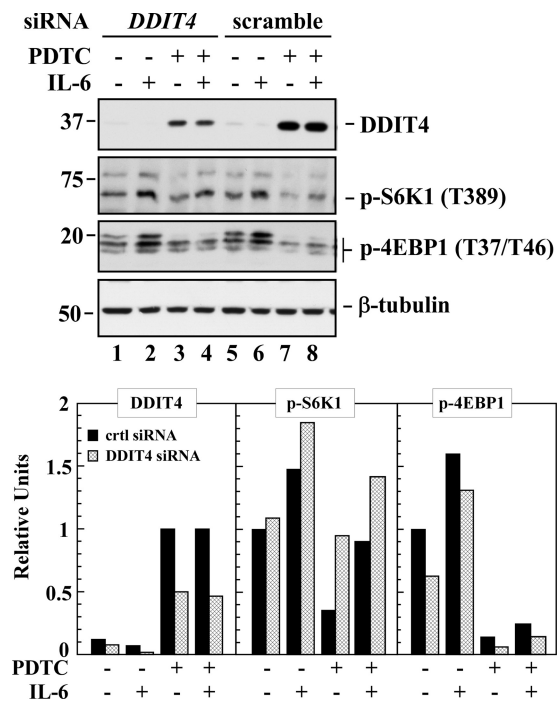 siRNA DDIT4 scramble
PDTC - - + + - - + +
IL-6 - + - + - + - +
37 - - DDIT4
75 -
- p-S6K1 (T389)
20 -
p-4EBP1 (T37/T46)
50 - - β-tubulin
1 2 3 4 5 6 7 8
DDIT4 p-S6K1 p-4EBP1
crtl siRNA
DDIT4 siRNA
Relative Units
2
1.5
1
0.5
0
PDTC - - + + - - + + - - + +
IL-6 - + - + - + - + - + - +